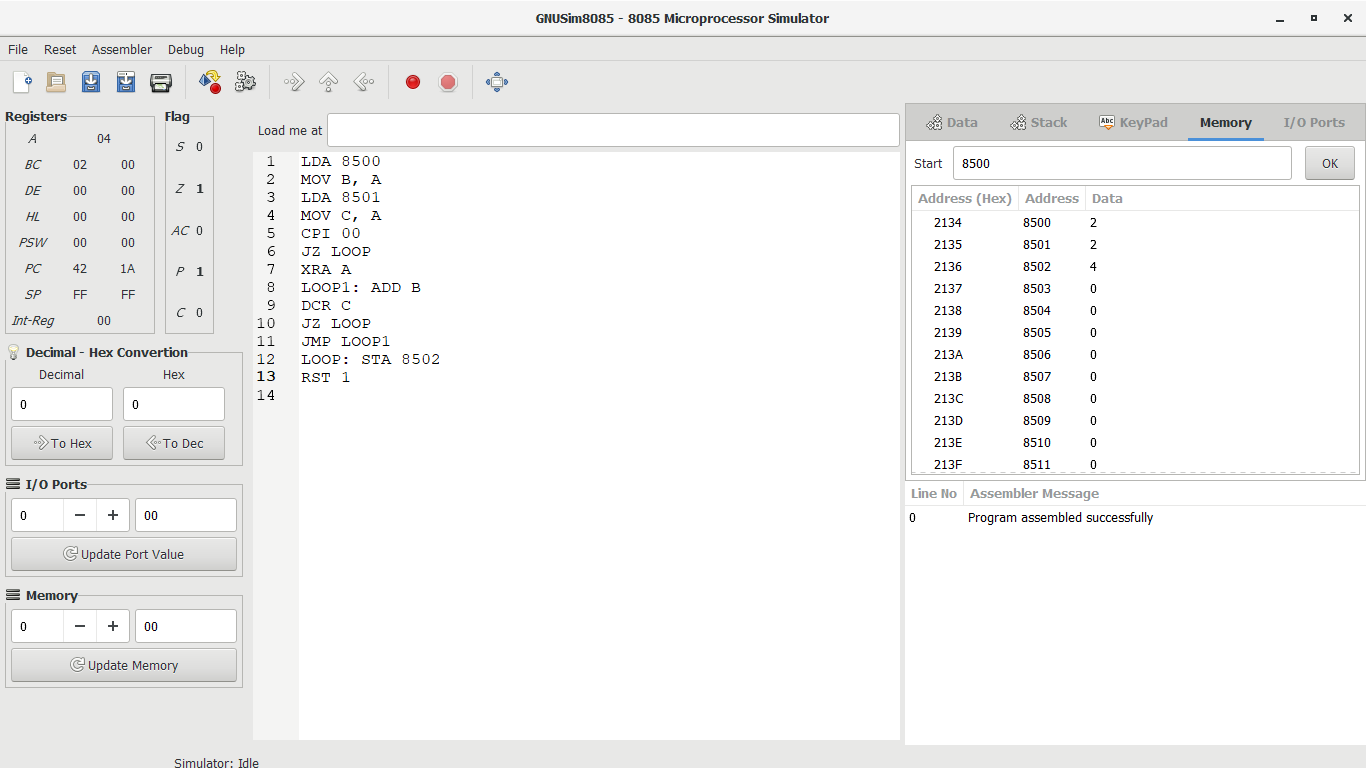 GNUSim8085 - 8085 Microprocessor Simulator
File Reset Assembler Debug Help
Registers
A 04
BC 02 00
DE 00 00
HL 00 00
PSW 00 00
PC 42 1A
SP FF FF
Int-Reg 00
Flag
S 0
Z 1
AC 0
P 1
C 0
Decimal - Hex Convertion
Decimal Hex
0 0
To Hex To Dec
I/O Ports
0 − + 00
Update Port Value
Memory
0 − + 00
Update Memory
Load me at
1 LDA 8500
2 MOV B, A
3 LDA 8501
4 MOV C, A
5 CPI 00
6 JZ LOOP
7 XRA A
8 LOOP1: ADD B
9 DCR C
10 JZ LOOP
11 JMP LOOP1
12 LOOP: STA 8502
13 RST 1
14
Data Stack Abc KeyPad Memory I/O Ports
Start 8500 OK
Address (Hex) Address Data
2134 8500 2
2135 8501 2
2136 8502 4
2137 8503 0
2138 8504 0
2139 8505 0
213A 8506 0
213B 8507 0
213C 8508 0
213D 8509 0
213E 8510 0
213F 8511 0
Line No Assembler Message
0 Program assembled successfully
Simulator: Idle